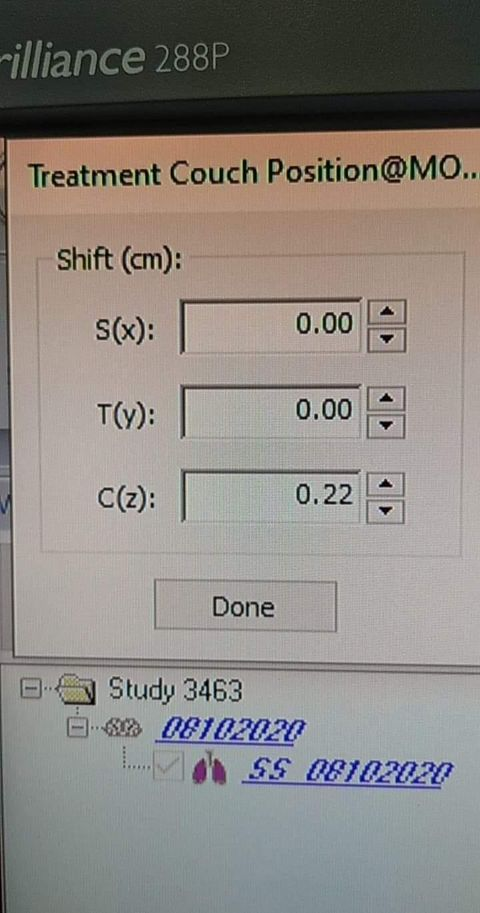 rilliance 288P
Treatment Couch Position@MO...
Shift (cm):
S(x): 0.00
T(y): 0.00
C(z): 0.22
Done
Study 3463
08102020
SS 08102020